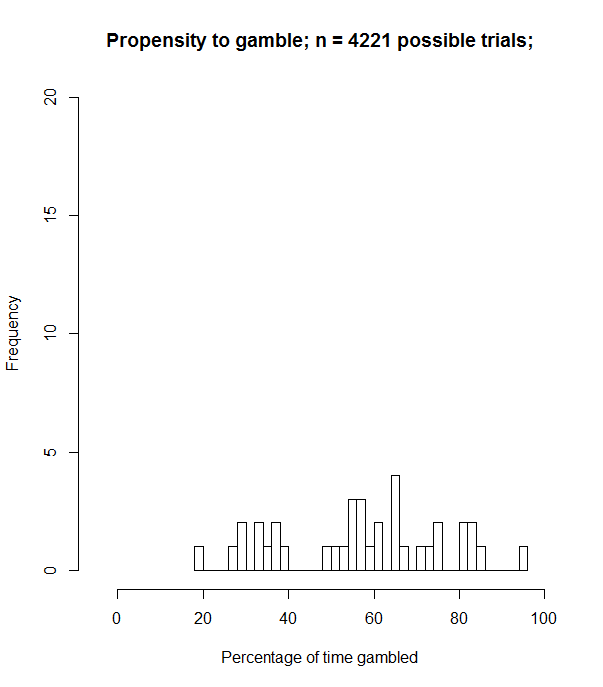 Propensity to gamble; n = 4221 possible trials;
20
15
10
5
0
Frequency
0 20 40 60 80 100
Percentage of time gambled